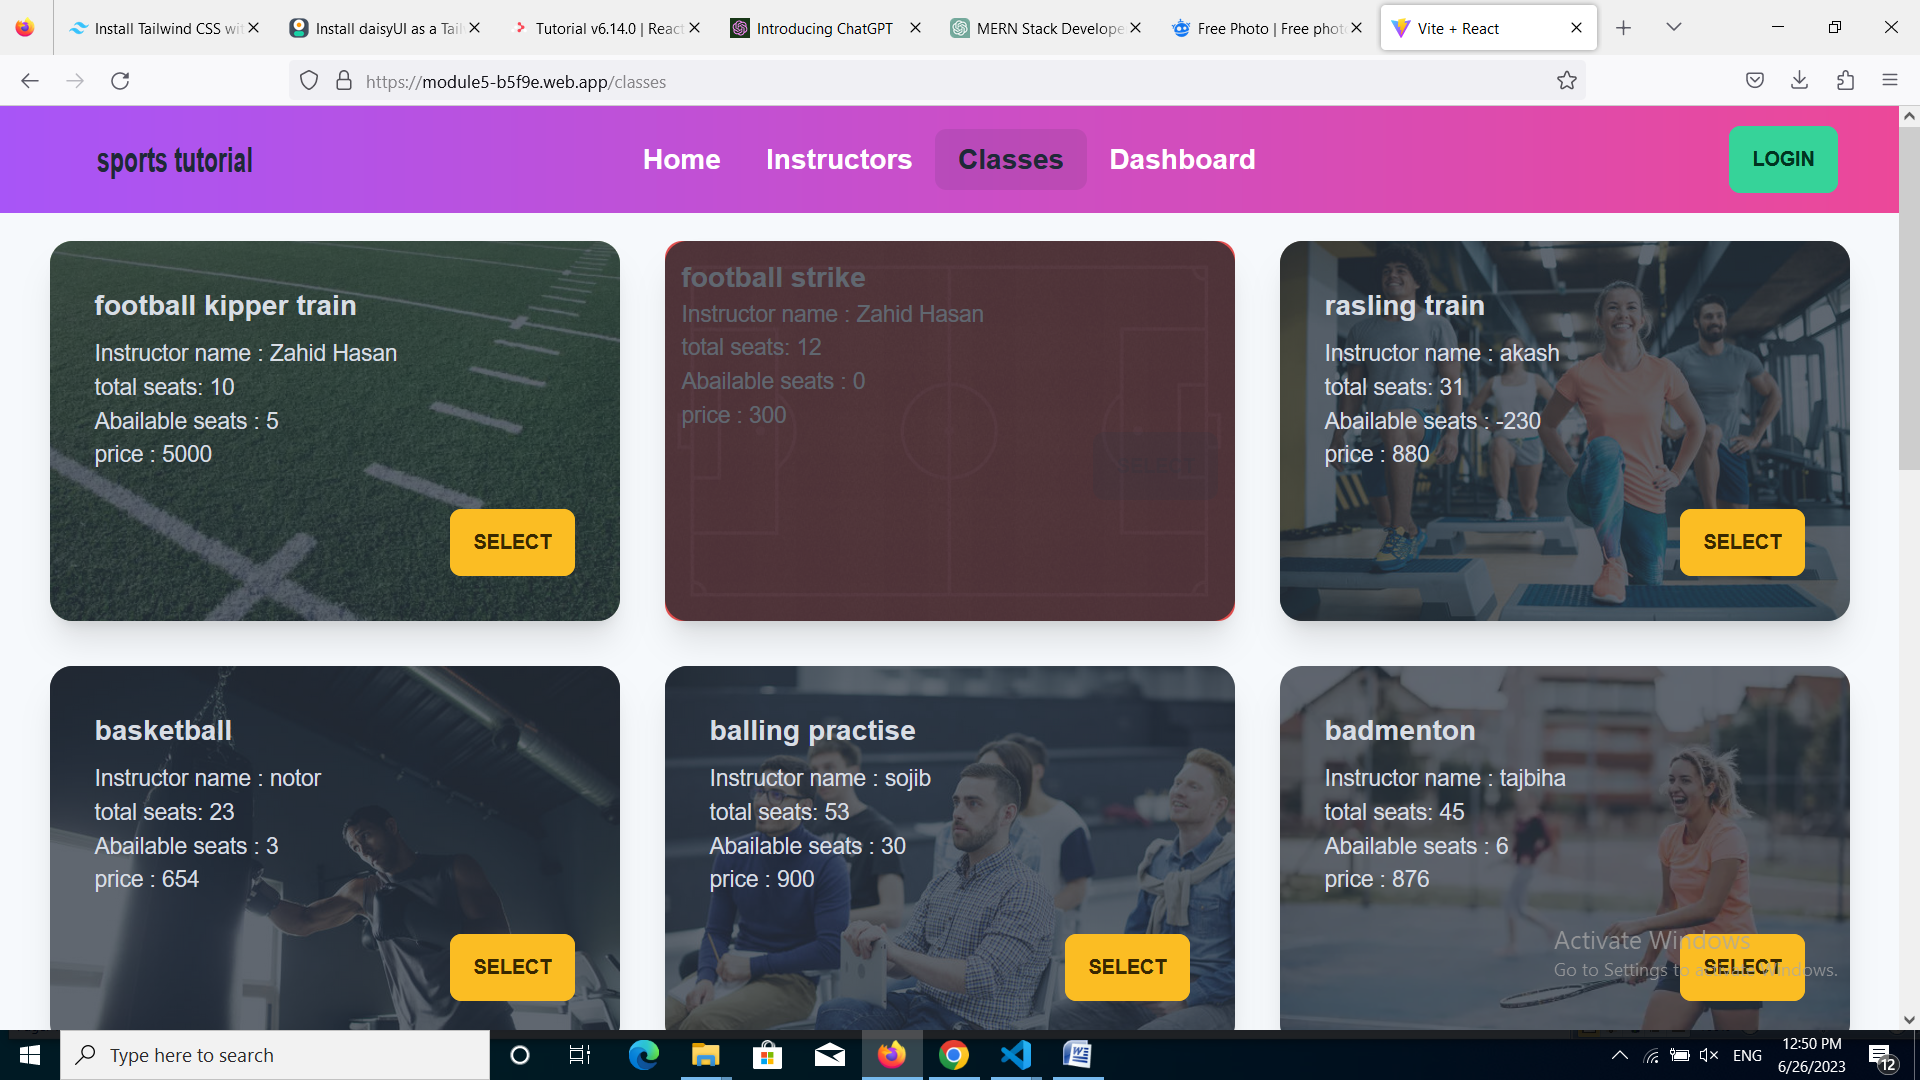 Install Tailwind CSS wit
Install daisyUI as a Tail
Tutorial v6.14.0 | React
Introducing ChatGPT
MERN Stack Develope
Free Photo | Free phot
Vite + React
https://module5-b5f9e.web.app/classes
sports tutorial
Home
Instructors
Classes
Dashboard
LOGIN
football kipper train
Instructor name : Zahid Hasan
total seats: 10
Abailable seats : 5
price : 5000
SELECT
football strike
Instructor name : Zahid Hasan
total seats: 12
Abailable seats : 0
price : 300
SELECT
rasling train
Instructor name : akash
total seats: 31
Abailable seats : -230
price : 880
SELECT
basketball
Instructor name : notor
total seats: 23
Abailable seats : 3
price : 654
SELECT
balling practise
Instructor name : sojib
total seats: 53
Abailable seats : 30
price : 900
SELECT
badmenton
Instructor name : tajbiha
total seats: 45
Abailable seats : 6
price : 876
SELECT
Activate Windows
Go to Settings to activate Windows.
Type here to search
ENG
12:50 PM
6/26/2023
12